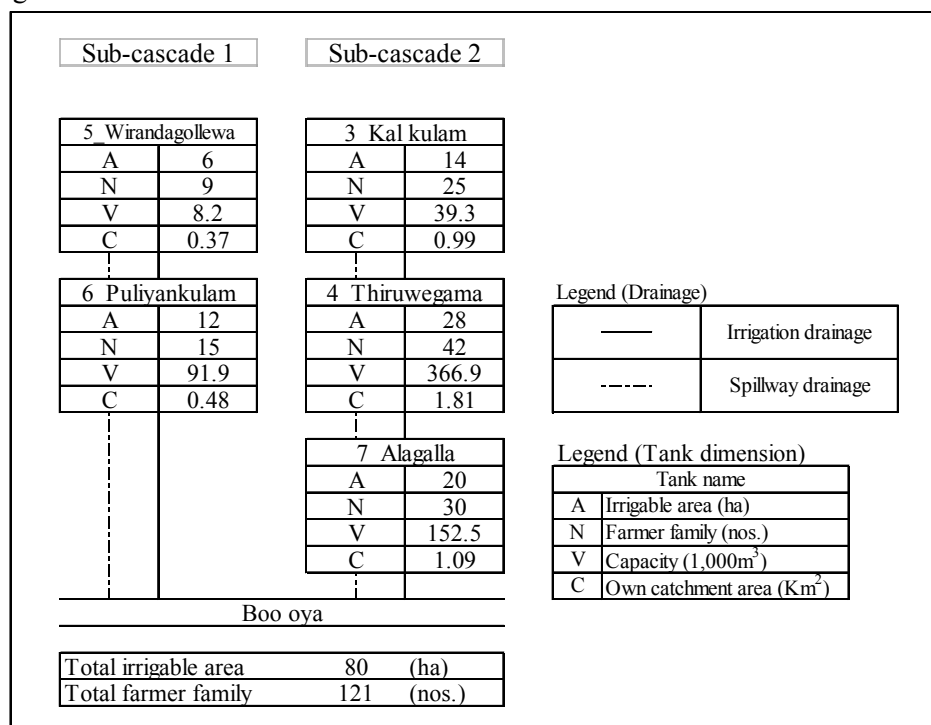 Sub-cascade 1 Sub-cascade 2
5_Wirandagollewa 3 Kal kulam
A 6 A 14
N 9 N 25
V 8.2 V 39.3
C 0.37 C 0.99
6 Puliyankulam 4 Thiruwegama Legend (Drainage)
A 12 A 28 Irrigation drainage
N 15 N 42
V 91.9 V 366.9 Spillway drainage
C 0.48 C 1.81
7 Alagalla Legend (Tank dimension)
A 20 Tank name
N 30 A Irrigable area (ha)
V 152.5 N Farmer family (nos.)
C 1.09 V Capacity (1,000m³)
C Own catchment area (Km²)
Boo oya
Total irrigable area 80 (ha)
Total farmer family 121 (nos.)